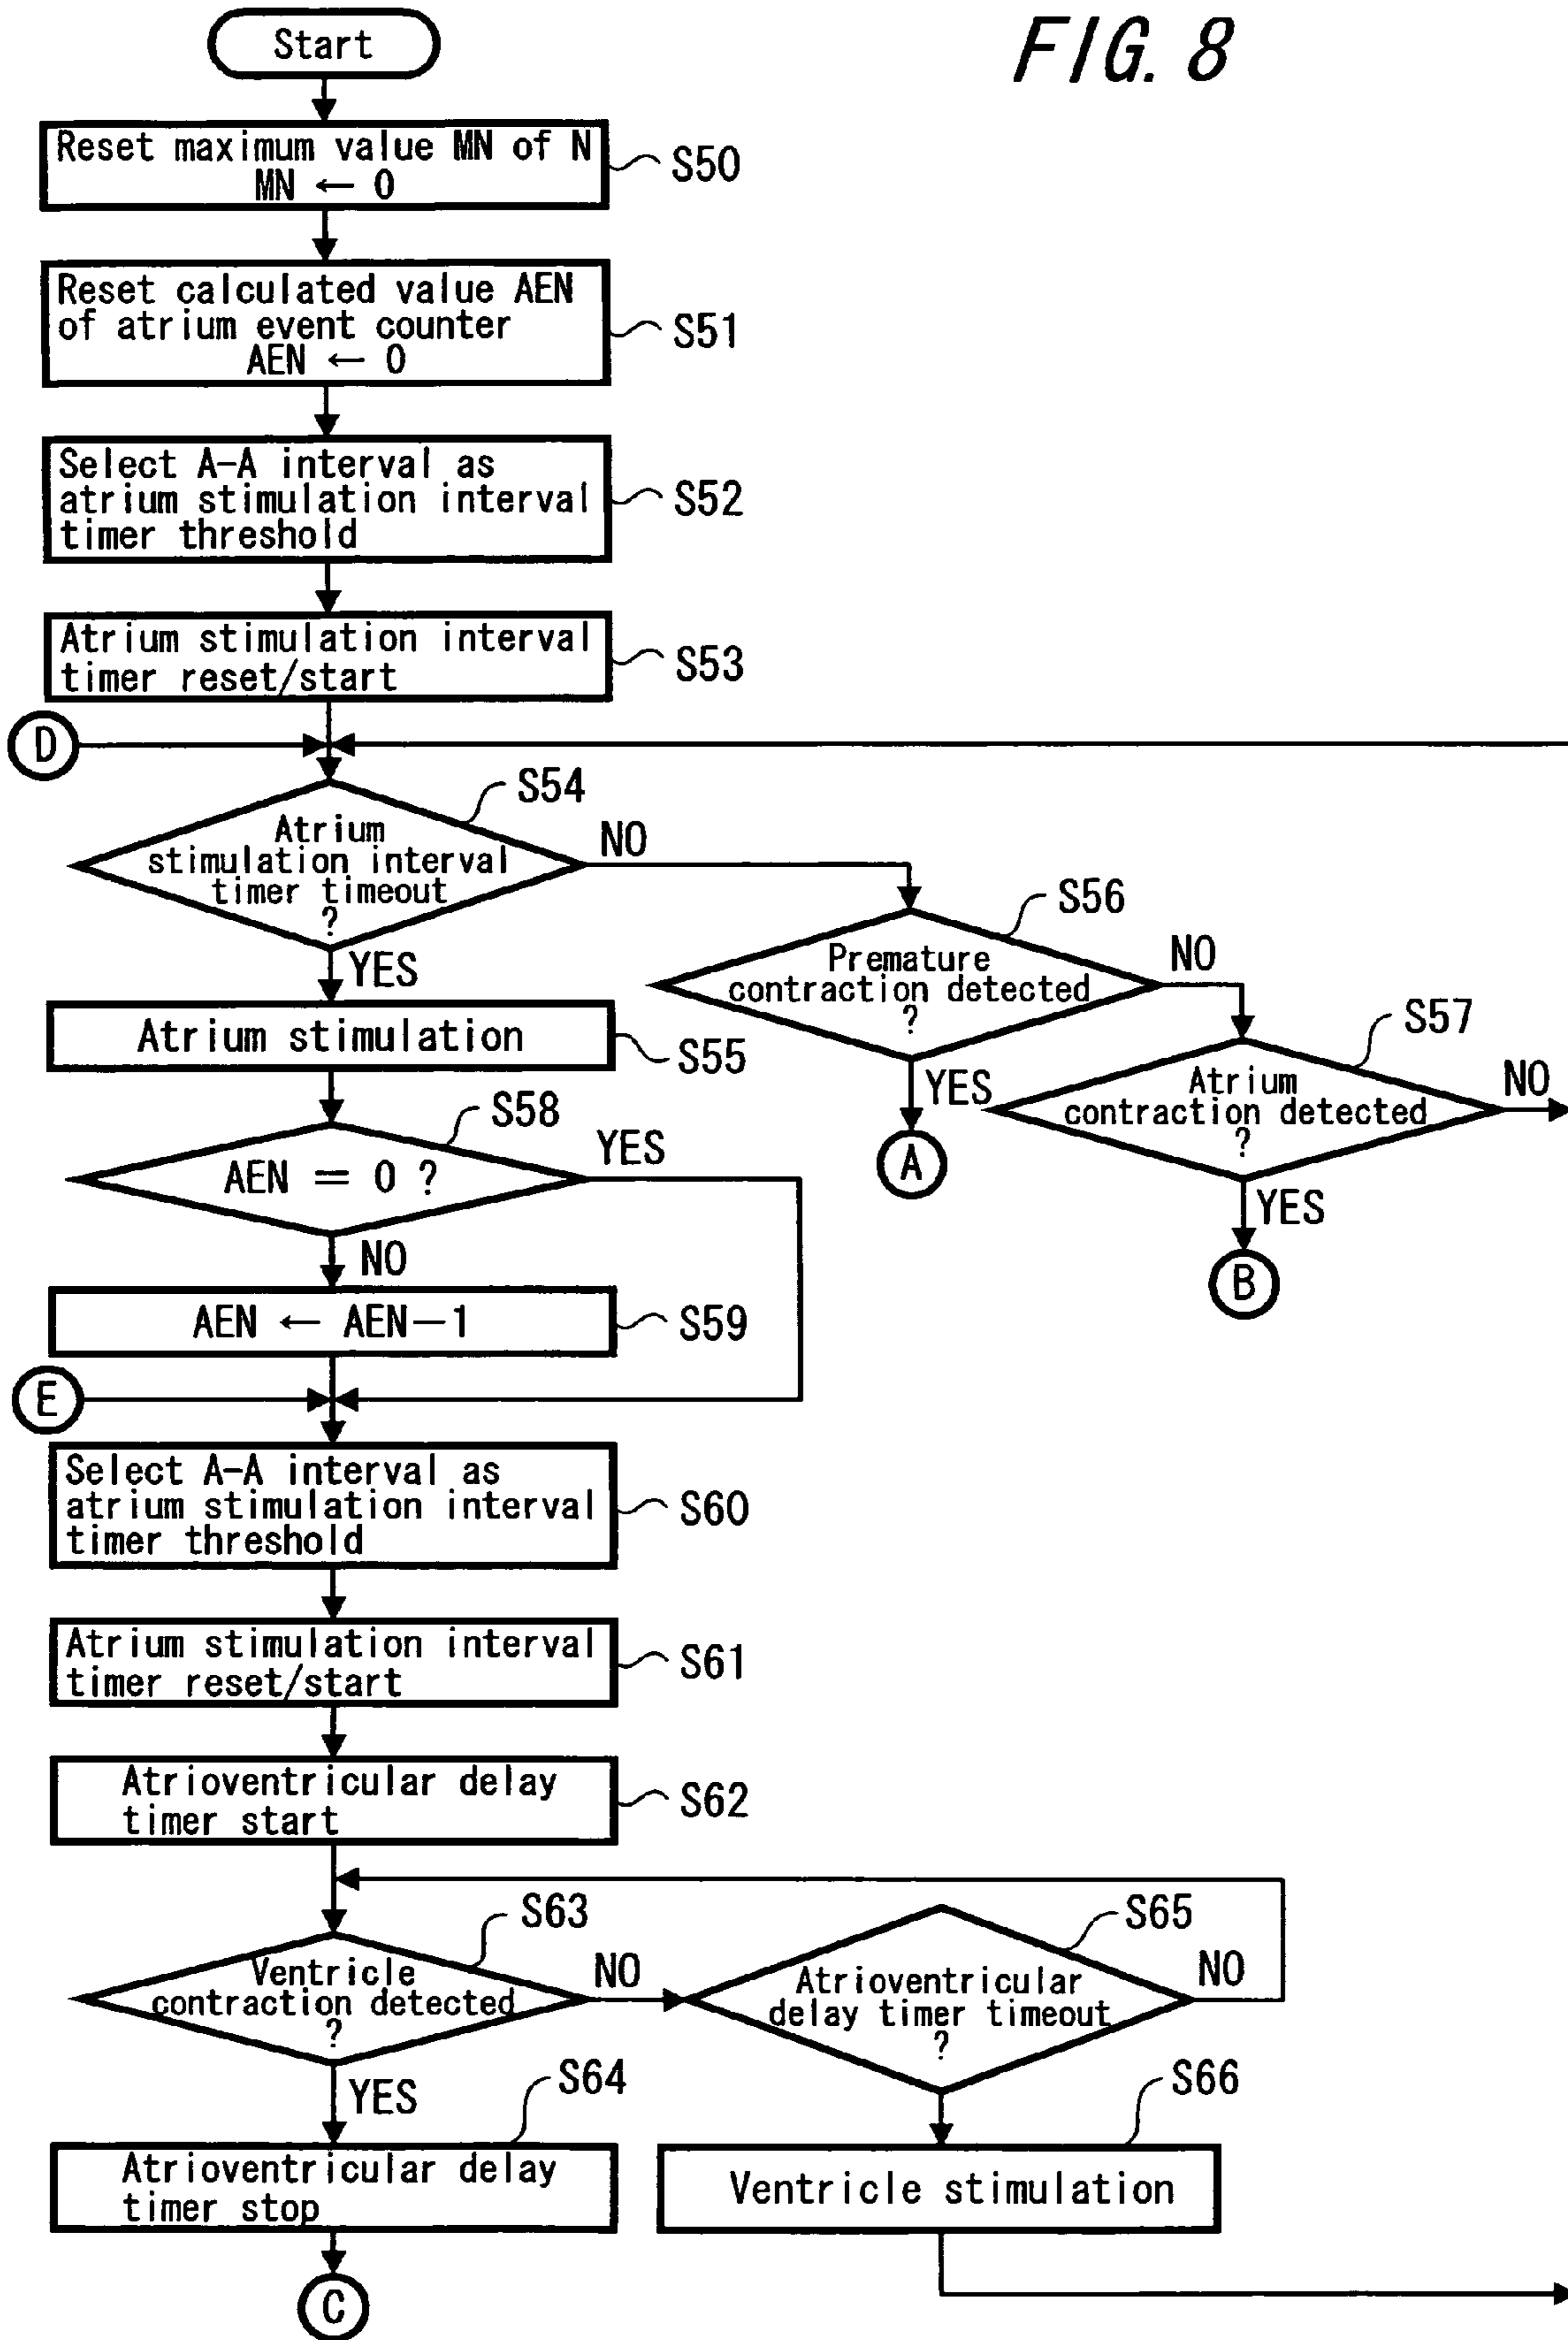 FIG. 8
Start
Reset maximum value MN of N
MN ← 0
S50
Reset calculated value AEN
of atrium event counter
AEN ← 0
S51
Select A-A interval as
atrium stimulation interval
timer threshold
S52
Atrium stimulation interval
timer reset/start
S53
D
S54
Atrium
stimulation interval
timer timeout
?
NO
YES
S56
Premature
contraction detected
?
NO
YES
A
S57
Atrium
contraction detected
?
NO
YES
B
Atrium stimulation
S55
S58
AEN = 0 ?
YES
NO
AEN ← AEN-1
S59
E
Select A-A interval as
atrium stimulation interval
timer threshold
S60
Atrium stimulation interval
timer reset/start
S61
Atrioventricular delay
timer start
S62
S63
Ventricle
contraction detected
?
NO
YES
S65
Atrioventricular
delay timer timeout
?
NO
S64
Atrioventricular delay
timer stop
S66
Ventricle stimulation
C